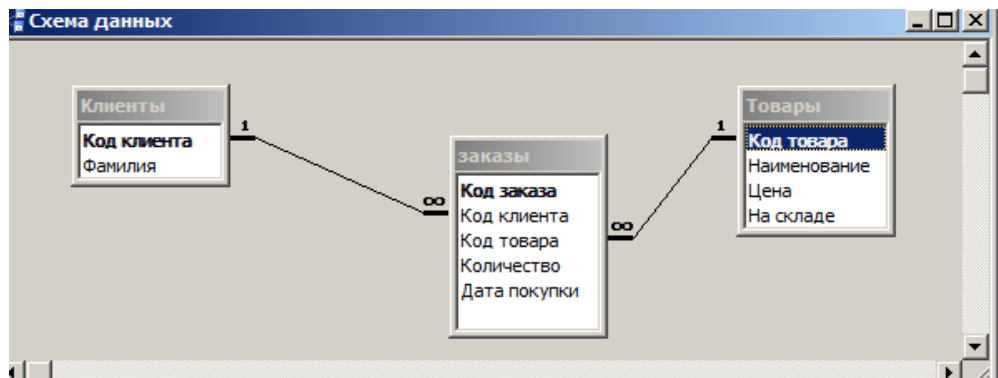 Схема данных
Клиенты
Код клиента
Фамилия
1
∞
заказы
Код заказа
Код клиента
Код товара
Количество
Дата покупки
∞
1
Товары
Код товара
Наименование
Цена
На складе